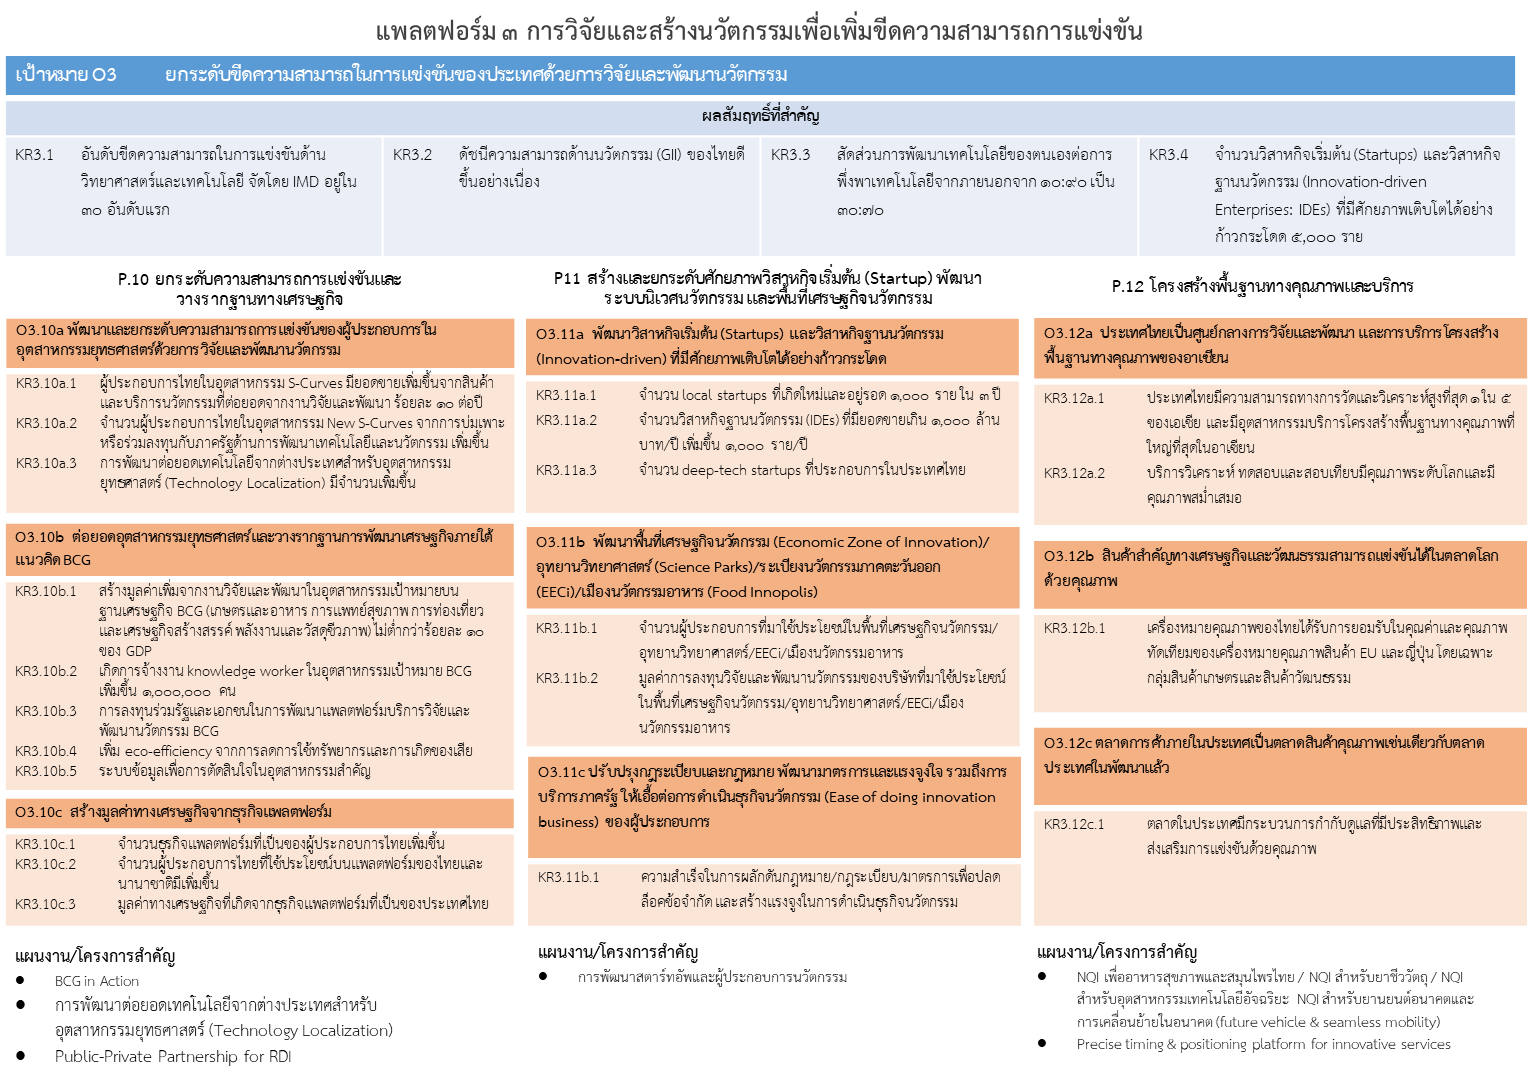 แพลตฟอร์ม ๓ การวิจัยและสร้างนวัตกรรมเพื่อเพิ่มขีดความสามารถการแข่งขัน
เป้าหมาย O3 ยกระดับขีดความสามารถในการแข่งขันของประเทศด้วยการวิจัยและพัฒนานวัตกรรม
ผลสัมฤทธิ์ที่สำคัญ
KR3.1 อันดับขีดความสามารถในการแข่งขันด้าน
วิทยาศาสตร์และเทคโนโลยี จัดโดย IMD อยู่ใน
๓๐ อันดับแรก
KR3.2 ดัชนีความสามารถด้านนวัตกรรม (GII) ของไทยดี
ขึ้นอย่างเนื่อง
KR3.3 สัดส่วนการพัฒนาเทคโนโลยีของตนเองต่อการ
พึ่งพาเทคโนโลยีจากภายนอกจาก ๑๐:๙๐ เป็น
๓๐:๗๐
KR3.4 จำนวนวิสาหกิจเริ่มต้น (Startups) และวิสาหกิจ
ฐานนวัตกรรม (Innovation-driven
Enterprises: IDEs) ที่มีศักยภาพเติบโตได้อย่าง
ก้าวกระโดด ๕,๐๐๐ ราย
P.10 ยกระดับความสามารถการแข่งขันและ
วางรากฐานทางเศรษฐกิจ
O3.10a พัฒนาและยกระดับความสามารถการแข่งขันของผู้ประกอบการใน
อุตสาหกรรมยุทธศาสตร์ด้วยการวิจัยและพัฒนานวัตกรรม
KR3.10a.1 ผู้ประกอบการไทยในอุตสาหกรรม S-Curves มียอดขายเพิ่มขึ้นจากสินค้า
และบริการนวัตกรรมที่ต่อยอดจากงานวิจัยและพัฒนา ร้อยละ ๑๐ ต่อปี
KR3.10a.2 จำนวนผู้ประกอบการไทยในอุตสาหกรรม New S-Curves จากการบ่มเพาะ
หรือร่วมลงทุนกับภาครัฐด้านการพัฒนาเทคโนโลยีและนวัตกรรม เพิ่มขึ้น
KR3.10a.3 การพัฒนาต่อยอดเทคโนโลยีจากต่างประเทศสำหรับอุตสาหกรรม
ยุทธศาสตร์ (Technology Localization) มีจำนวนเพิ่มขึ้น
O3.10b ต่อยอดอุตสาหกรรมยุทธศาสตร์และวางรากฐานการพัฒนาเศรษฐกิจภายใต้
แนวคิด BCG
KR3.10b.1 สร้างมูลค่าเพิ่มจากงานวิจัยและพัฒนาในอุตสาหกรรมเป้าหมายบน
ฐานเศรษฐกิจ BCG (เกษตรและอาหาร การแพทย์สุขภาพ การท่องเที่ยว
และเศรษฐกิจสร้างสรรค์ พลังงานและวัสดุชีวภาพ) ไม่ต่ำกว่าร้อยละ ๑๐
ของ GDP
KR3.10b.2 เกิดการจ้างงาน knowledge worker ในอุตสาหกรรมเป้าหมาย BCG
เพิ่มขึ้น ๑,๐๐๐,๐๐๐ คน
KR3.10b.3 การลงทุนร่วมรัฐและเอกชนในการพัฒนาแพลตฟอร์มบริการวิจัยและ
พัฒนานวัตกรรม BCG
KR3.10b.4 เพิ่ม eco-efficiency จากการลดการใช้ทรัพยากรและการเกิดของเสีย
KR3.10b.5 ระบบข้อมูลเพื่อการตัดสินใจในอุตสาหกรรมสำคัญ
O3.10c สร้างมูลค่าทางเศรษฐกิจจากธุรกิจแพลตฟอร์ม
KR3.10c.1 จำนวนธุรกิจแพลตฟอร์มที่เป็นของผู้ประกอบการไทยเพิ่มขึ้น
KR3.10c.2 จำนวนผู้ประกอบการไทยที่ใช้ประโยชน์บนแพลตฟอร์มของไทยและ
นานาชาติมีเพิ่มขึ้น
KR3.10c.3 มูลค่าทางเศรษฐกิจที่เกิดจากธุรกิจแพลตฟอร์มที่เป็นของประเทศไทย
แผนงาน/โครงการสำคัญ
● BCG in Action
● การพัฒนาต่อยอดเทคโนโลยีจากต่างประเทศสำหรับ
อุตสาหกรรมยุทธศาสตร์ (Technology Localization)
● Public-Private Partnership for RDI
P11 สร้างและยกระดับศักยภาพวิสาหกิจเริ่มต้น (Startup) พัฒนา
ระบบนิเวศนวัตกรรม และพื้นที่เศรษฐกิจนวัตกรรม
O3.11a พัฒนาวิสาหกิจเริ่มต้น (Startups) และวิสาหกิจฐานนวัตกรรม
(Innovation-driven) ที่มีศักยภาพเติบโตได้อย่างก้าวกระโดด
KR3.11a.1 จำนวน local startups ที่เกิดใหม่และอยู่รอด ๑,๐๐๐ ราย ใน ๓ ปี
KR3.11a.2 จำนวนวิสาหกิจฐานนวัตกรรม (IDEs) ที่มียอดขายเกิน ๑,๐๐๐ ล้าน
บาท/ปี เพิ่มขึ้น ๑,๐๐๐ ราย/ปี
KR3.11a.3 จำนวน deep-tech startups ที่ประกอบการในประเทศไทย
O3.11b พัฒนาพื้นที่เศรษฐกิจนวัตกรรม (Economic Zone of Innovation)/
อุทยานวิทยาศาสตร์ (Science Parks)/ระเบียงนวัตกรรมภาคตะวันออก
(EECi)/เมืองนวัตกรรมอาหาร (Food Innopolis)
KR3.11b.1 จำนวนผู้ประกอบการที่มาใช้ประโยชน์ในพื้นที่เศรษฐกิจนวัตกรรม/
อุทยานวิทยาศาสตร์/EECi/เมืองนวัตกรรมอาหาร
KR3.11b.2 มูลค่าการลงทุนวิจัยและพัฒนานวัตกรรมของบริษัทที่มาใช้ประโยชน์
ในพื้นที่เศรษฐกิจนวัตกรรม/อุทยานวิทยาศาสตร์/EECi/เมือง
นวัตกรรมอาหาร
O3.11c ปรับปรุงกฎระเบียบและกฎหมาย พัฒนามาตรการและแรงจูงใจ รวมถึงการ
บริการภาครัฐ ให้เอื้อต่อการดำเนินธุรกิจนวัตกรรม (Ease of doing innovation
business) ของผู้ประกอบการ
KR3.11b.1 ความสำเร็จในการผลักดันกฎหมาย/กฎระเบียบ/มาตรการเพื่อปลด
ล็อคข้อจำกัด และสร้างแรงจูงในการดำเนินธุรกิจนวัตกรรม
แผนงาน/โครงการสำคัญ
● การพัฒนาสตาร์ทอัพและผู้ประกอบการนวัตกรรม
P.12 โครงสร้างพื้นฐานทางคุณภาพและบริการ
O3.12a ประเทศไทยเป็นศูนย์กลางการวิจัยและพัฒนา และการบริการโครงสร้าง
พื้นฐานทางคุณภาพของอาเซียน
KR3.12a.1 ประเทศไทยมีความสามารถทางการวัดและวิเคราะห์สูงที่สุด ๑ ใน ๕
ของเอเซีย และมีอุตสาหกรรมบริการโครงสร้างพื้นฐานทางคุณภาพที่
ใหญ่ที่สุดในอาเซียน
KR3.12a.2 บริการวิเคราะห์ ทดสอบและสอบเทียบมีคุณภาพระดับโลกและมี
คุณภาพสม่ำเสมอ
O3.12b สินค้าสำคัญทางเศรษฐกิจและวัฒนธรรมสามารถแข่งขันได้ในตลาดโลก
ด้วยคุณภาพ
KR3.12b.1 เครื่องหมายคุณภาพของไทยได้รับการยอมรับในคุณค่าและคุณภาพ
ทัดเทียมของเครื่องหมายคุณภาพสินค้า EU และญี่ปุ่น โดยเฉพาะ
กลุ่มสินค้าเกษตรและสินค้าวัฒนธรรม
O3.12c ตลาดการค้าภายในประเทศเป็นตลาดสินค้าคุณภาพเช่นเดียวกับตลาด
ประเทศในพัฒนาแล้ว
KR3.12c.1 ตลาดในประเทศมีกระบวนการกำกับดูแลที่มีประสิทธิภาพและ
ส่งเสริมการแข่งขันด้วยคุณภาพ
แผนงาน/โครงการสำคัญ
● NQI เพื่ออาหารสุขภาพและสมุนไพรไทย / NQI สำหรับยาชีววัตถุ / NQI
สำหรับอุตสาหกรรมเทคโนโลยีอัจฉริยะ NQI สำหรับยานยนต์อนาคตและ
การเคลื่อนย้ายในอนาคต (future vehicle & seamless mobility)
● Precise timing & positioning platform for innovative services